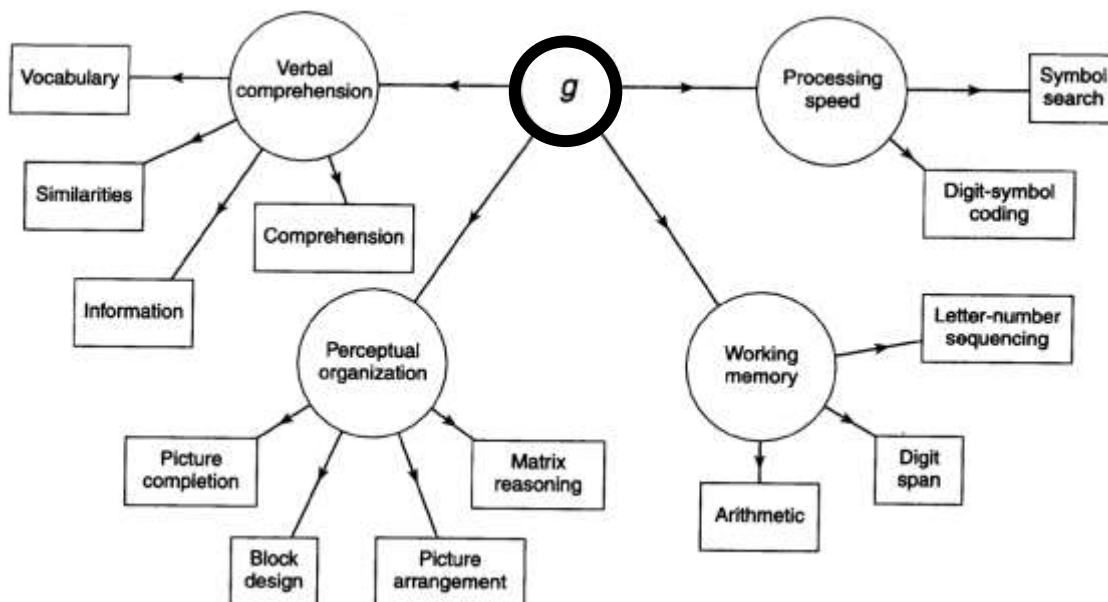 g
Verbal
comprehension
Vocabulary
Similarities
Information
Comprehension
Processing
speed
Symbol
search
Digit-symbol
coding
Perceptual
organization
Picture
completion
Block
design
Picture
arrangement
Matrix
reasoning
Working
memory
Letter-number
sequencing
Digit
span
Arithmetic